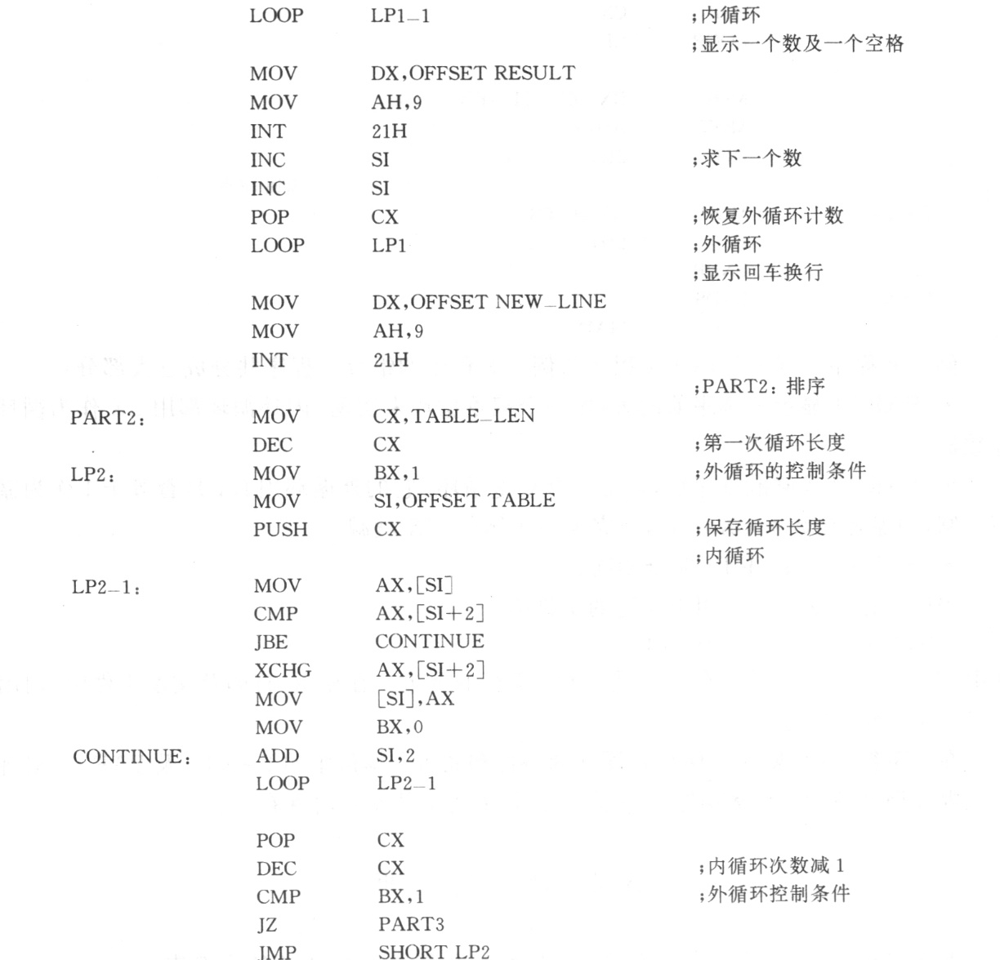 LOOP LP1_1 ;内循环
;显示一个数及一个空格
MOV DX,OFFSET RESULT
MOV AH,9
INT 21H
INC SI ;求下一个数
INC SI
POP CX ;恢复外循环计数
LOOP LP1 ;外循环
;显示回车换行
MOV DX,OFFSET NEW_LINE
MOV AH,9
INT 21H
;PART2: 排序
PART2: MOV CX,TABLE_LEN
DEC CX ;第一次循环长度
LP2: MOV BX,1 ;外循环的控制条件
MOV SI,OFFSET TABLE
PUSH CX ;保存循环长度
;内循环
LP2_1: MOV AX,[SI]
CMP AX,[SI+2]
JBE CONTINUE
XCHG AX,[SI+2]
MOV [SI],AX
MOV BX,0
CONTINUE: ADD SI,2
LOOP LP2_1
POP CX
DEC CX ;内循环次数减1
CMP BX,1 ;外循环控制条件
JZ PART3
JMP SHORT LP2